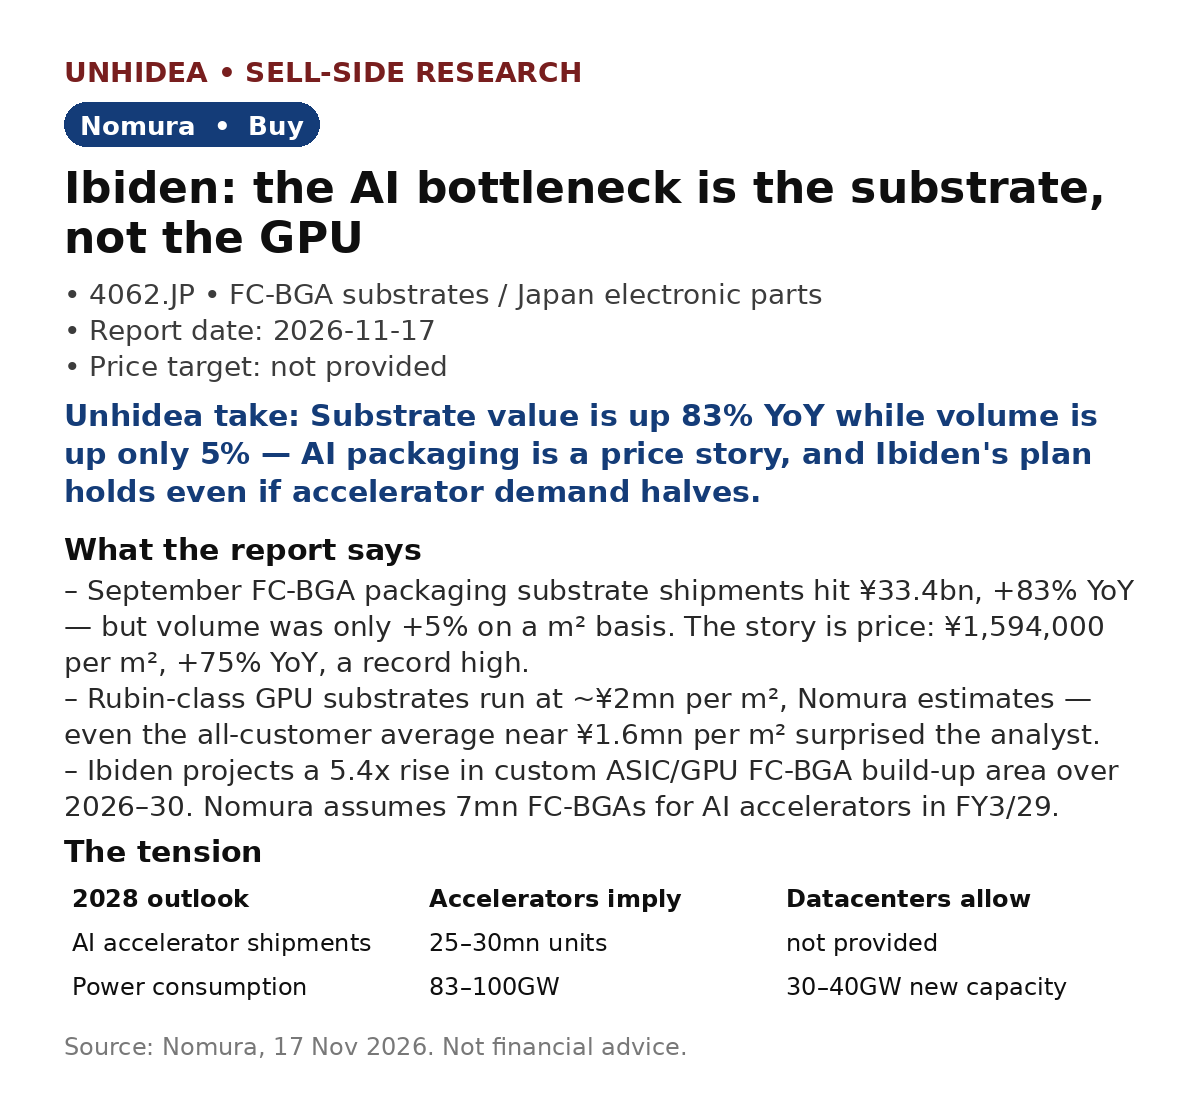 UNHIDEA • SELL-SIDE RESEARCH
Nomura • Buy
Ibiden: the AI bottleneck is the substrate,
not the GPU
• 4062.JP • FC-BGA substrates / Japan electronic parts
• Report date: 2026-11-17
• Price target: not provided
Unhidea take: Substrate value is up 83% YoY while volume is
up only 5% — AI packaging is a price story, and Ibiden's plan
holds even if accelerator demand halves.
What the report says
– September FC-BGA packaging substrate shipments hit ¥33.4bn, +83% YoY
— but volume was only +5% on a m² basis. The story is price: ¥1,594,000
per m², +75% YoY, a record high.
– Rubin-class GPU substrates run at ~¥2mn per m², Nomura estimates —
even the all-customer average near ¥1.6mn per m² surprised the analyst.
– Ibiden projects a 5.4x rise in custom ASIC/GPU FC-BGA build-up area over
2026–30. Nomura assumes 7mn FC-BGAs for AI accelerators in FY3/29.
The tension
2028 outlook Accelerators imply Datacenters allow
AI accelerator shipments 25–30mn units not provided
Power consumption 83–100GW 30–40GW new capacity
Source: Nomura, 17 Nov 2026. Not financial advice.